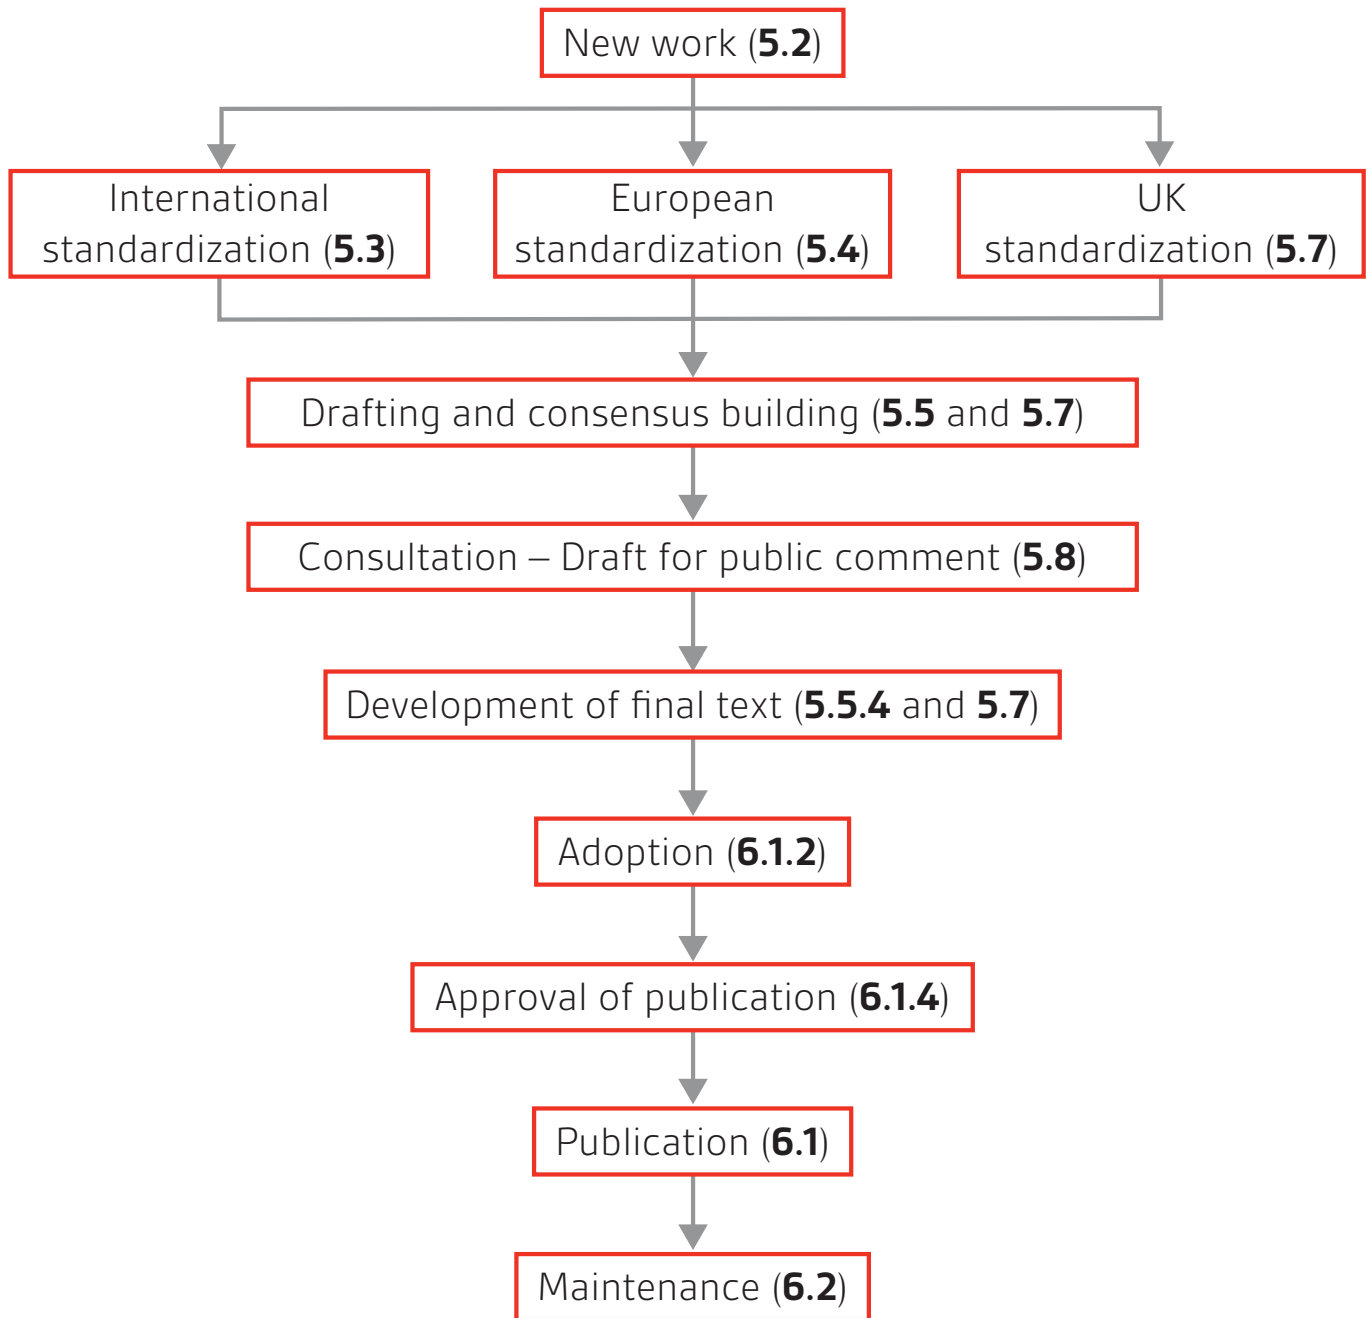 New work (5.2)
International
standardization (5.3)
European
standardization (5.4)
UK
standardization (5.7)
Drafting and consensus building (5.5 and 5.7)
Consultation – Draft for public comment (5.8)
Development of final text (5.5.4 and 5.7)
Adoption (6.1.2)
Approval of publication (6.1.4)
Publication (6.1)
Maintenance (6.2)